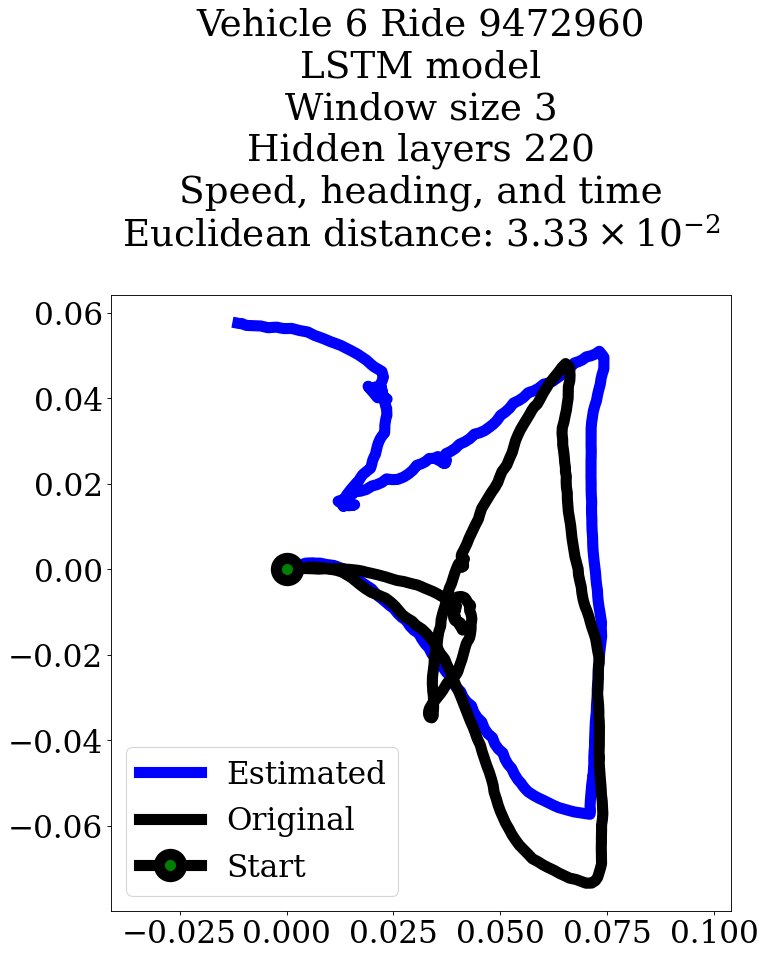 Vehicle 6 Ride 9472960
LSTM model
Window size 3
Hidden layers 220
Speed, heading, and time
Euclidean distance: 3.33 × 10⁻²
0.06
0.04
0.02
0.00
−0.02
−0.04
−0.06
Estimated
Original
Start
−0.025 0.000 0.025 0.050 0.075 0.100